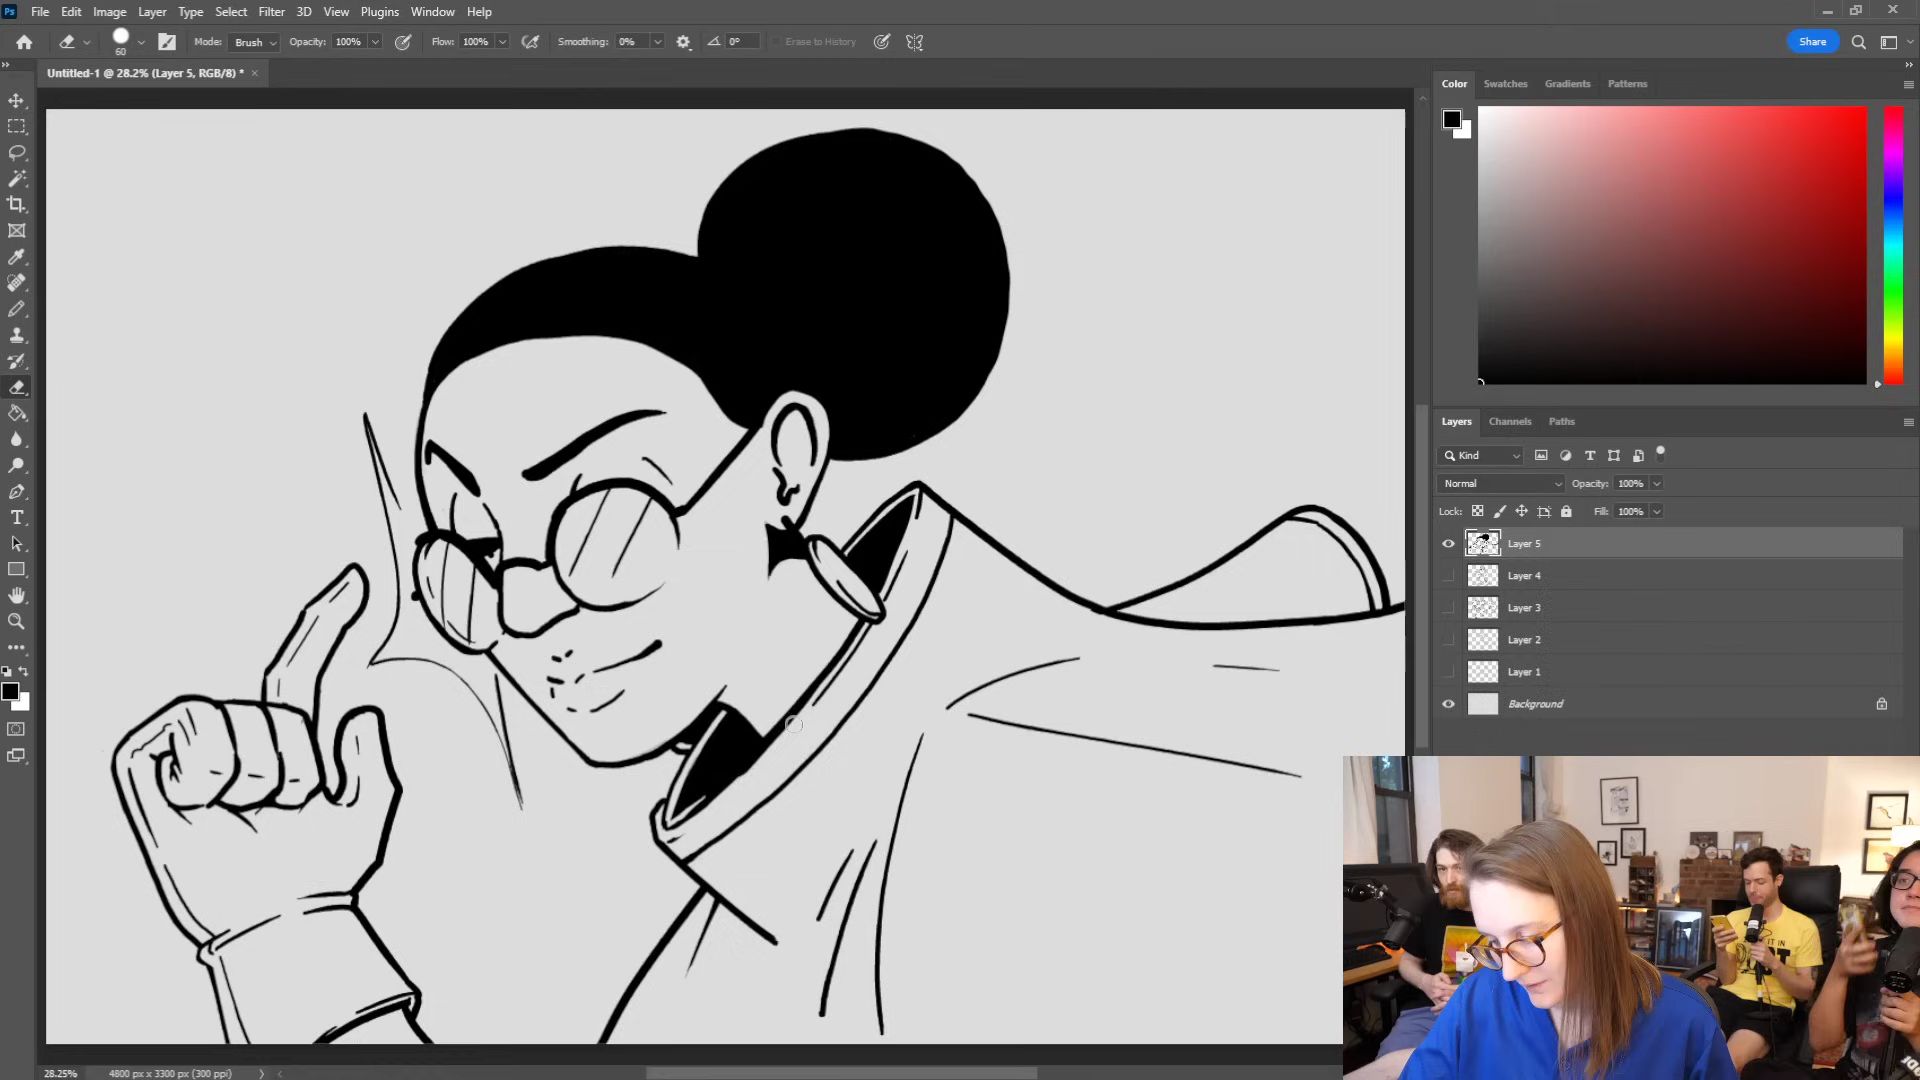 Ps File Edit Image Layer Type Select Filter 3D View Plugins Window Help
60 Mode: Brush Opacity: 100% Flow: 100% Smoothing: 0% 0° Erase to History Share
Untitled-1 @ 28.2% (Layer 5, RGB/8) * ×
Color Swatches Gradients Patterns
Layers Channels Paths
Kind
Normal Opacity: 100%
Lock: Fill: 100%
Layer 5
Layer 4
Layer 3
Layer 2
Layer 1
Background
28.25% 4800 px x 3300 px (300 ppi)